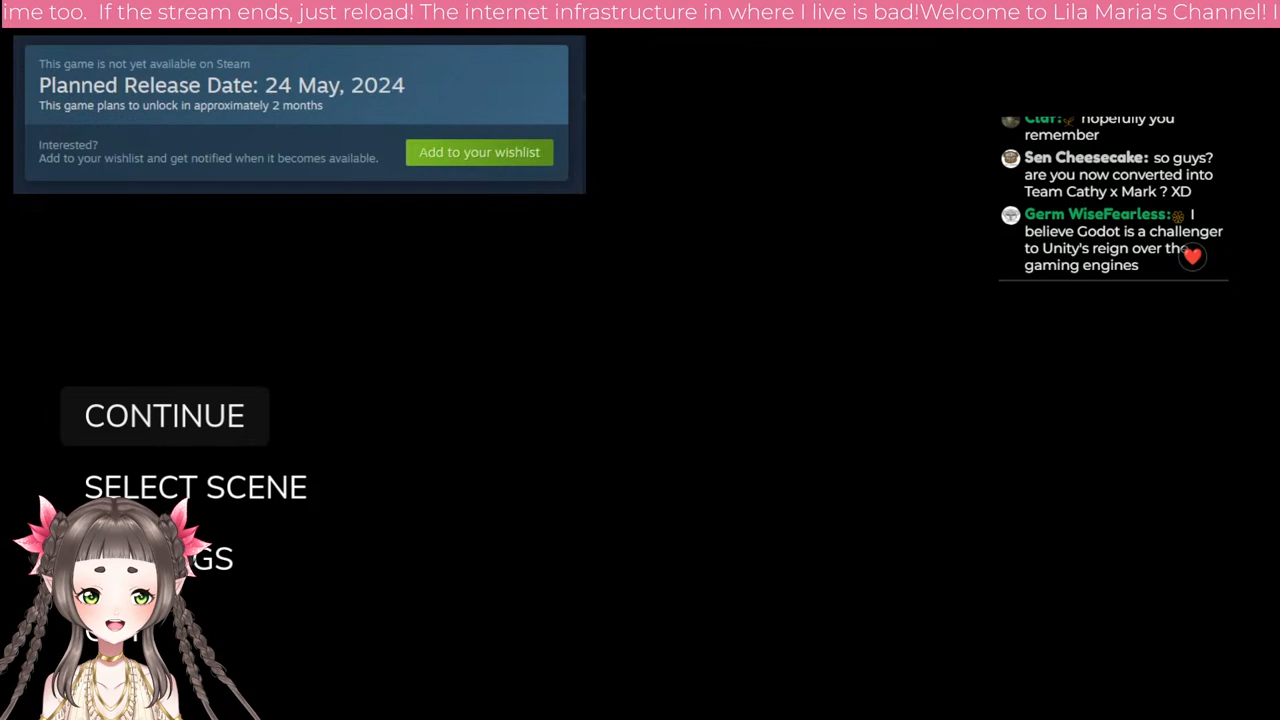 ime too. If the stream ends, just reload! The internet infrastructure in where I live is bad!Welcome to Lila Maria's Channel! I
This game is not yet available on Steam
Planned Release Date: 24 May, 2024
This game plans to unlock in approximately 2 months
Interested?
Add to your wishlist and get notified when it becomes available.
Add to your wishlist
Claf: hopefully you
remember
Sen Cheesecake: so guys?
are you now converted into
Team Cathy x Mark ? XD
Germ WiseFearless: I
believe Godot is a challenger
to Unity's reign over the
gaming engines
CONTINUE
SELECT SCENE
GS